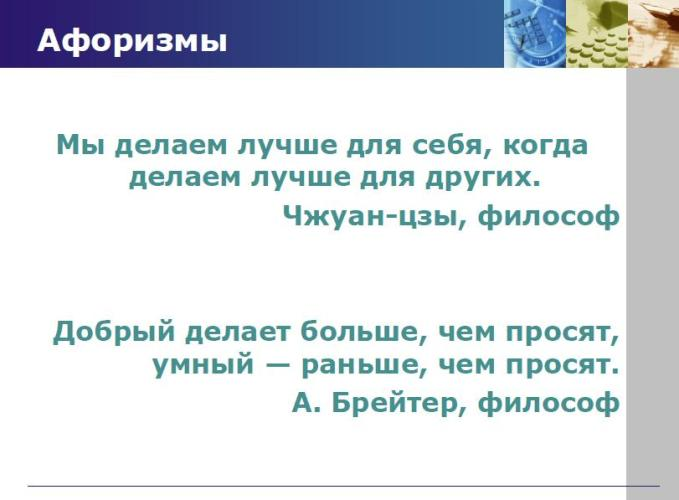 Афоризмы
Мы делаем лучше для себя, когда
делаем лучше для других.
Чжуан-цзы, философ
Добрый делает больше, чем просят,
умный — раньше, чем просят.
А. Брейтер, философ